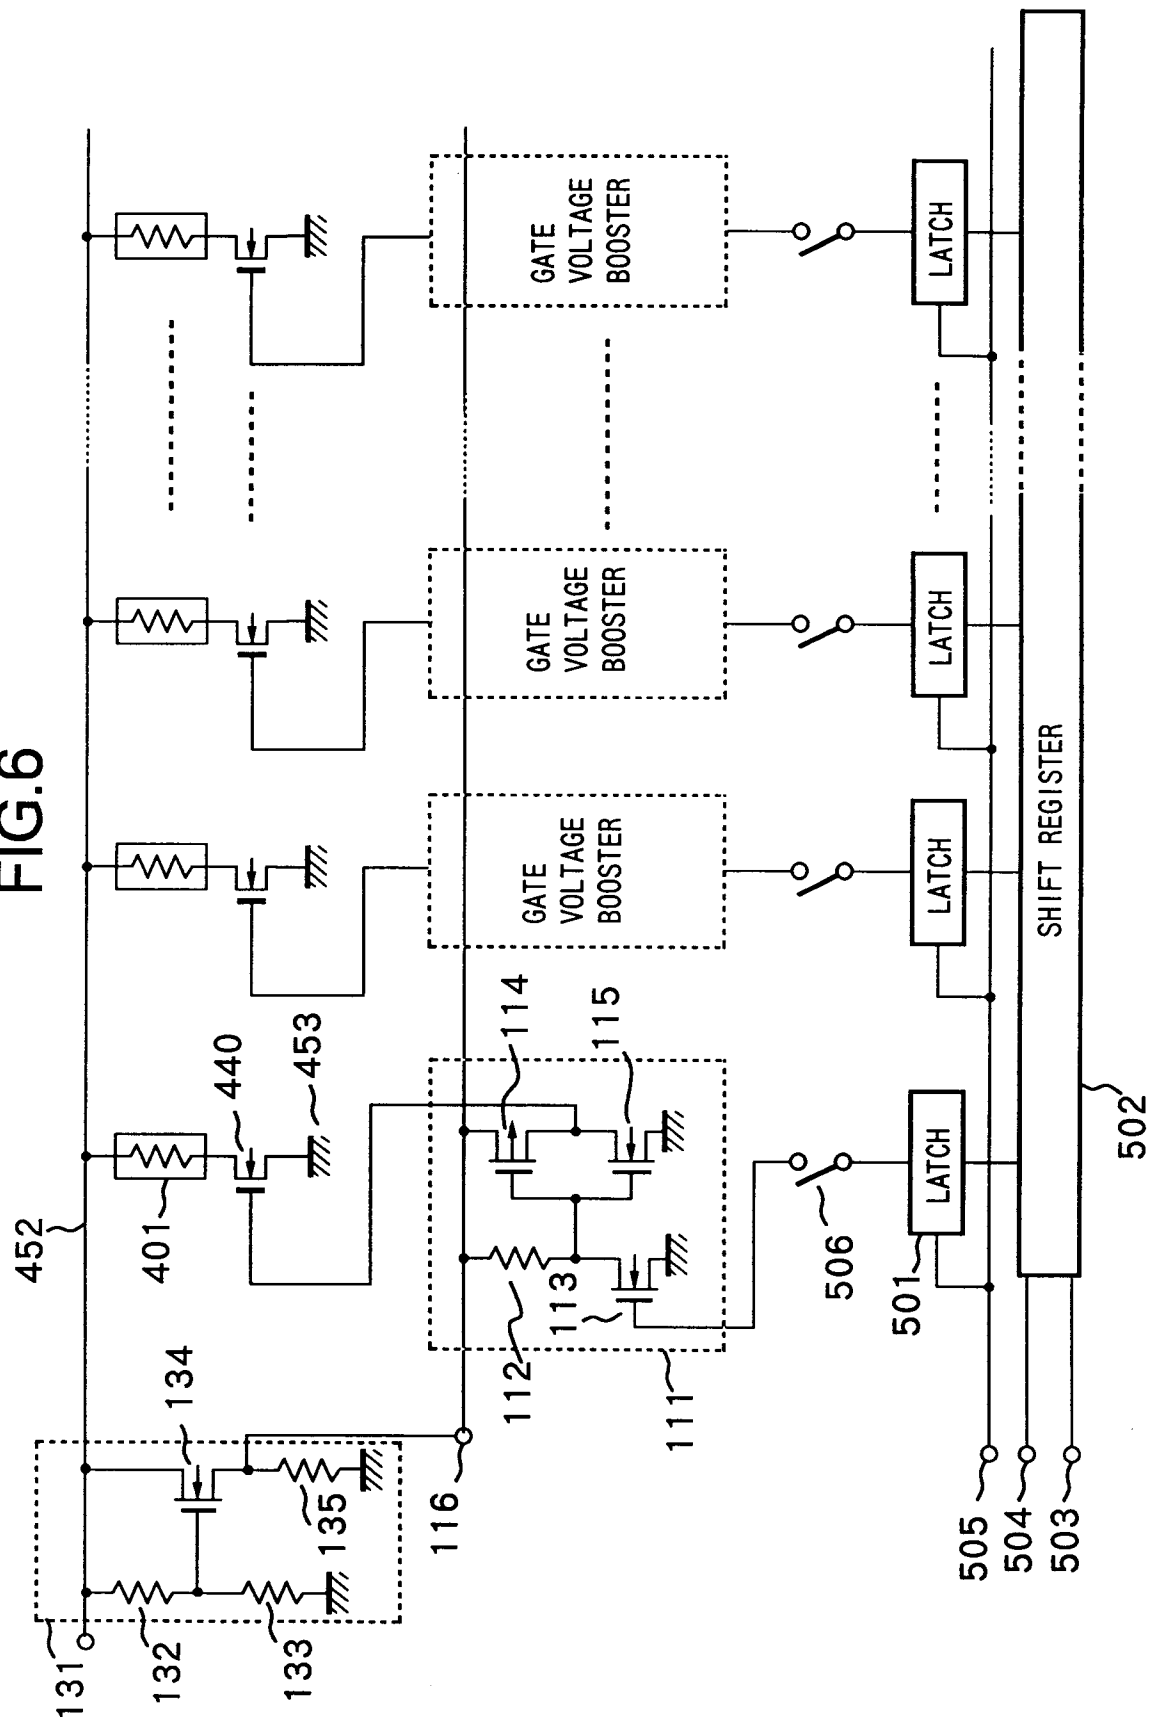 FIG.6
452
401
440
453
131
132
133
134
135
116
111
112
113
114
115
GATE
VOLTAGE
BOOSTER
GATE
VOLTAGE
BOOSTER
GATE
VOLTAGE
BOOSTER
506
501
LATCH
LATCH
LATCH
LATCH
505
504
503
SHIFT REGISTER
502